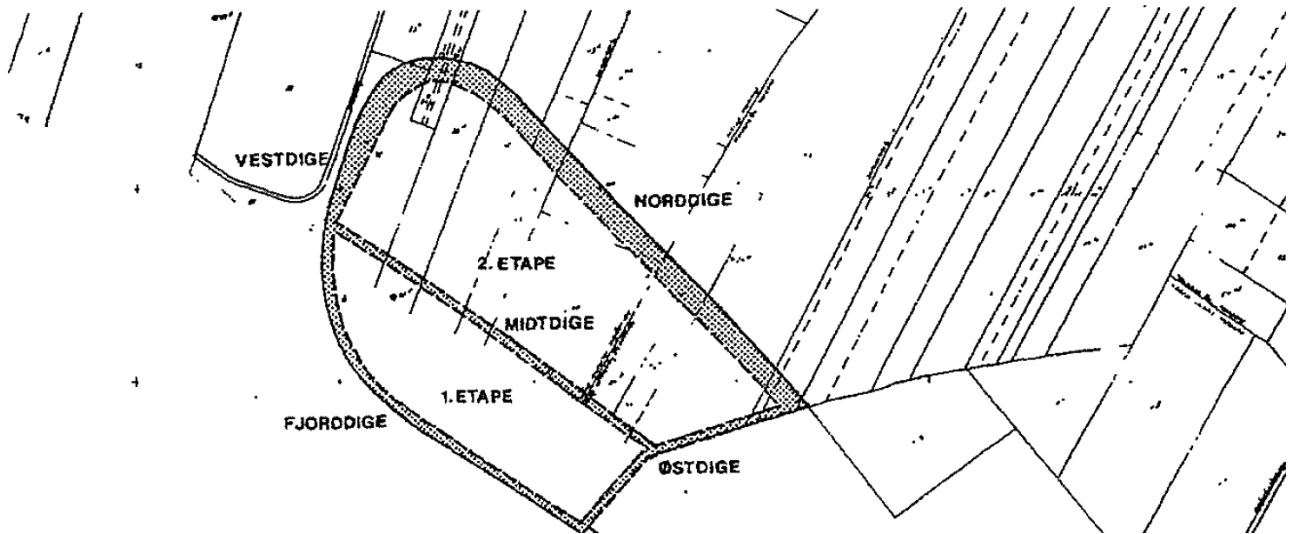 VESTDIGE
NORDDIGE
2. ETAPE
MIDTDIGE
1. ETAPE
FJORDDIGE
ØSTDIGE